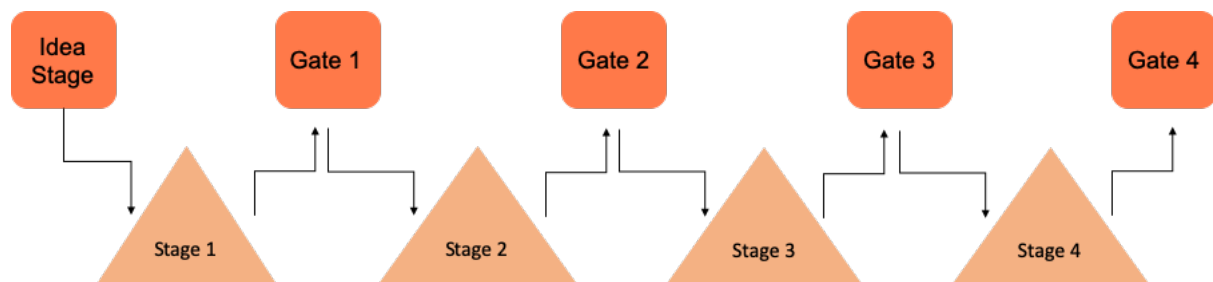 Idea
Stage
Gate 1
Gate 2
Gate 3
Gate 4
Stage 1
Stage 2
Stage 3
Stage 4